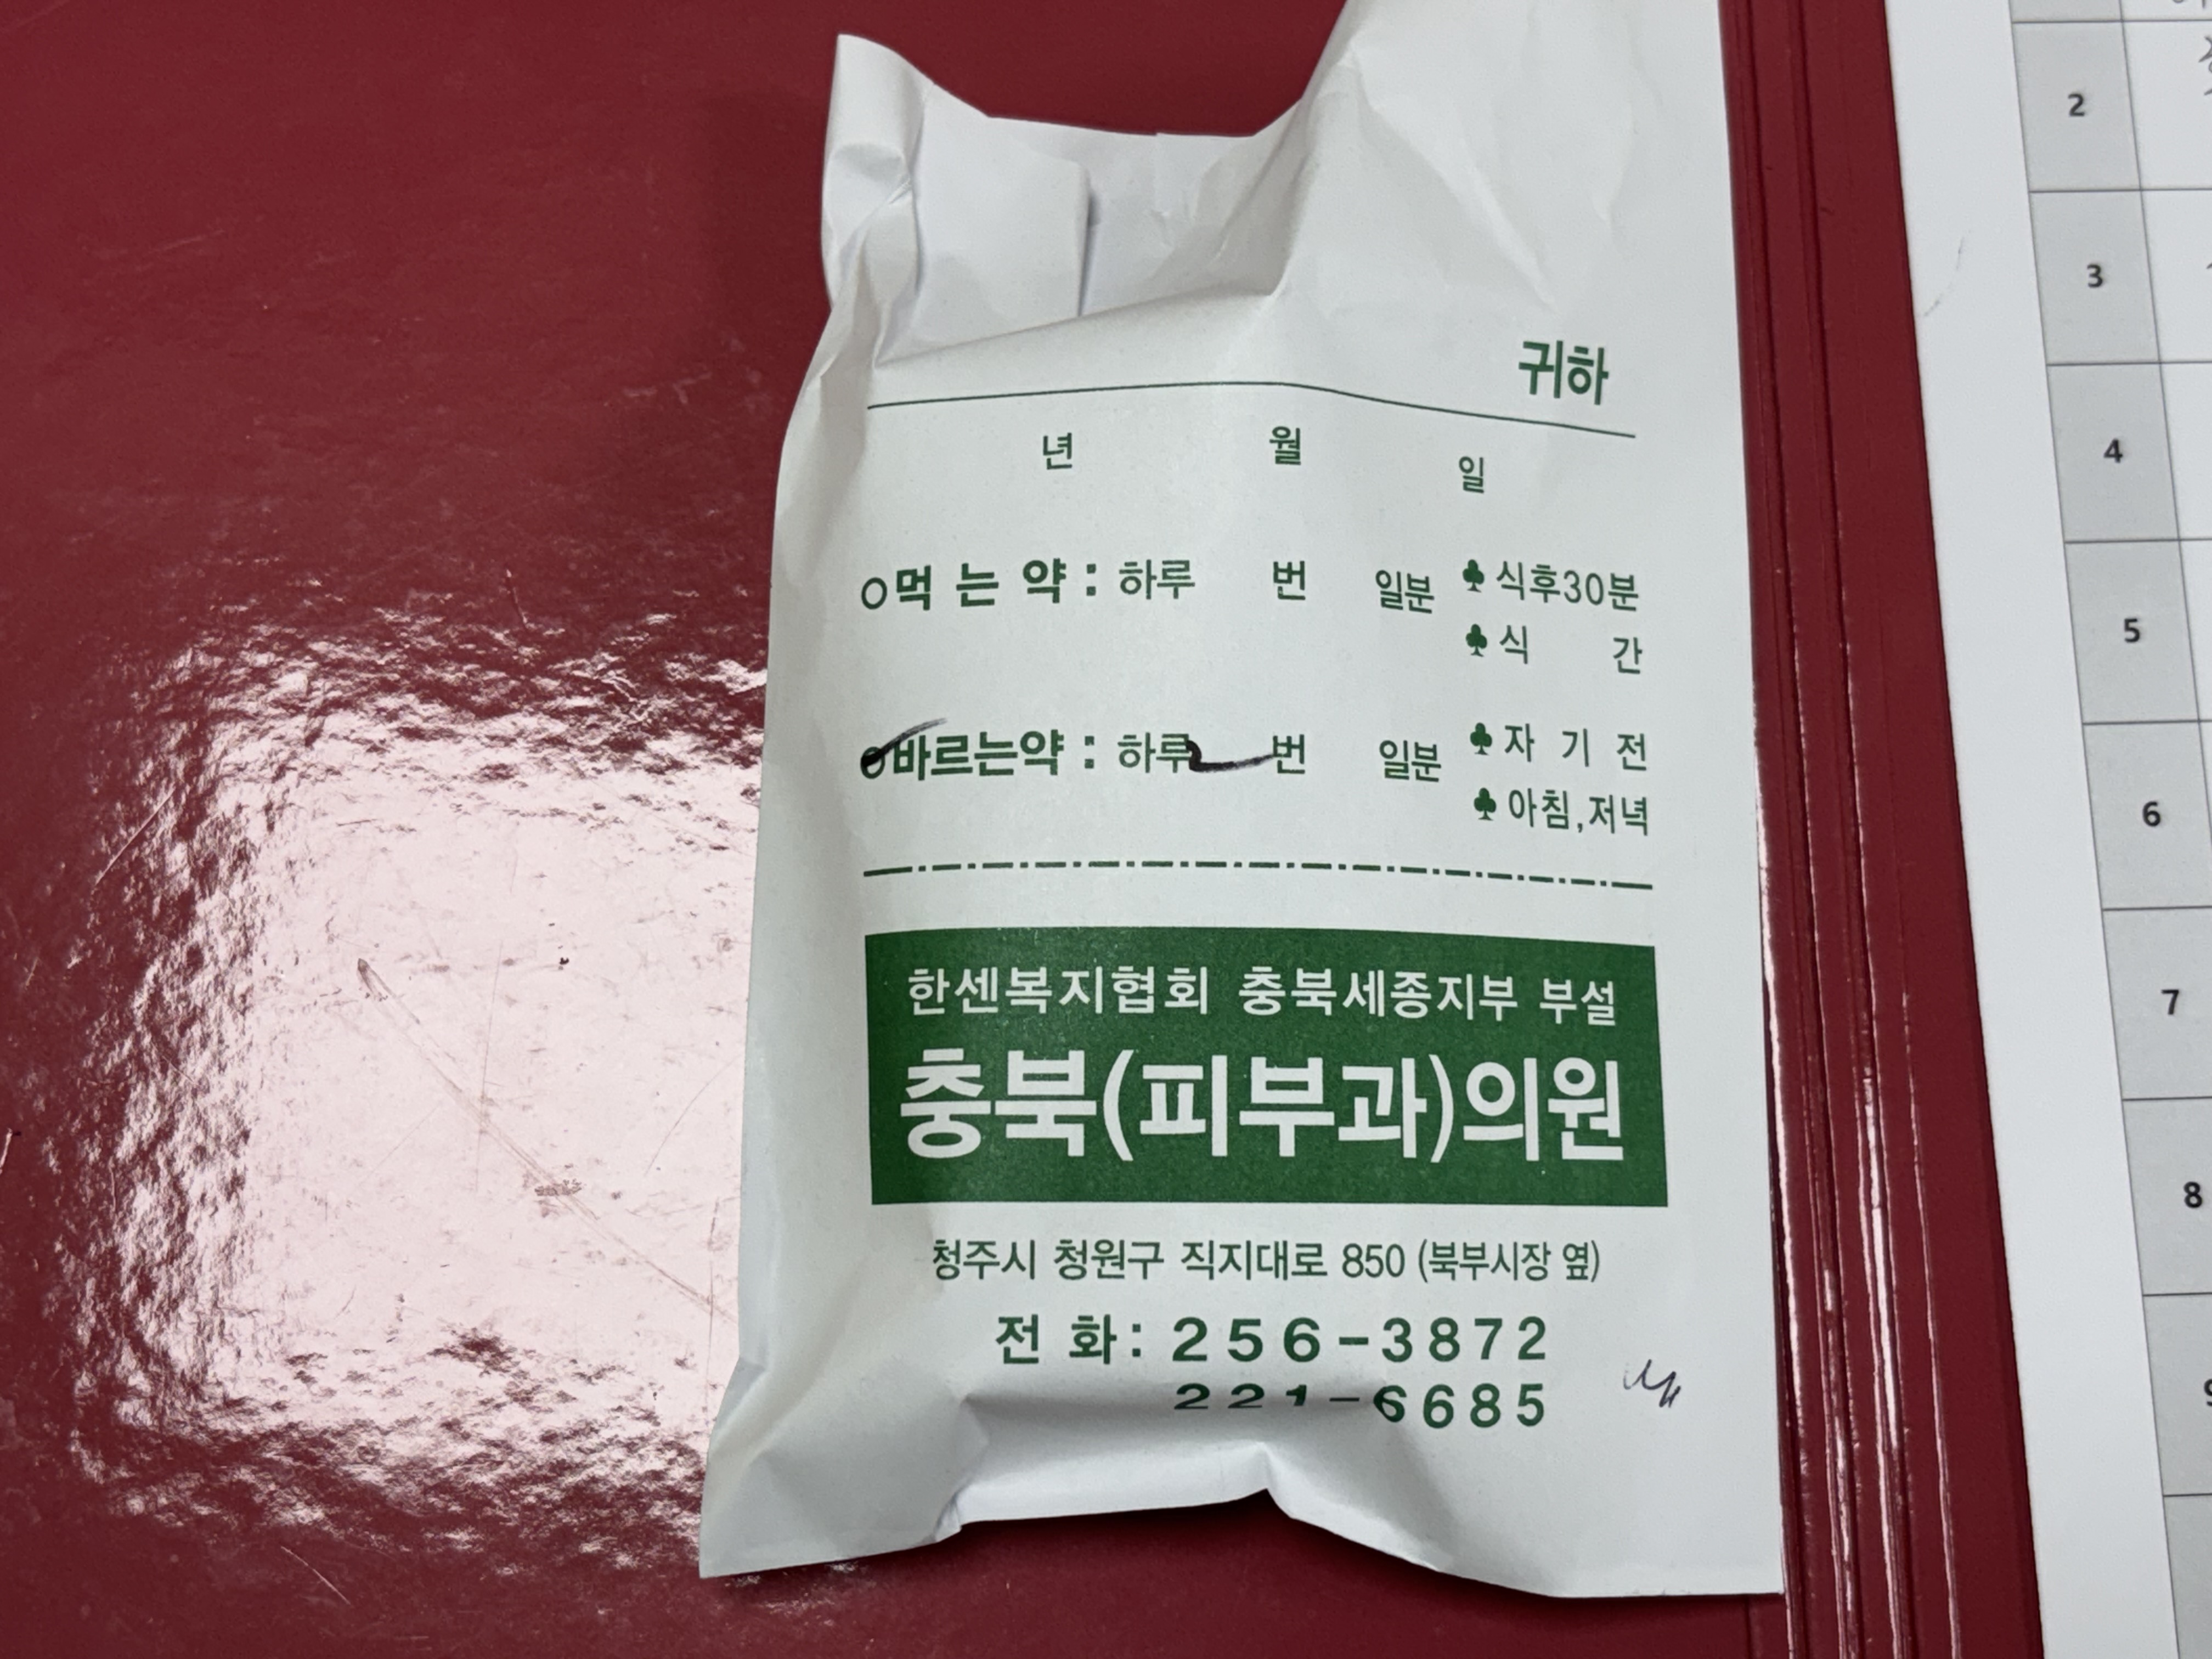 귀하
년 월 일
○먹 는 약 : 하루 번 일분 ♣식후30분
♣식 간
○바르는약 : 하루 2 번 일분 ♣자 기 전
♣아침,저녁
한센복지협회 충북세종지부 부설
충북(피부과)의원
청주시 청원구 직지대로 850 (북부시장 옆)
전 화: 256-3872
221-6685
2
3
4
5
6
7
8
9